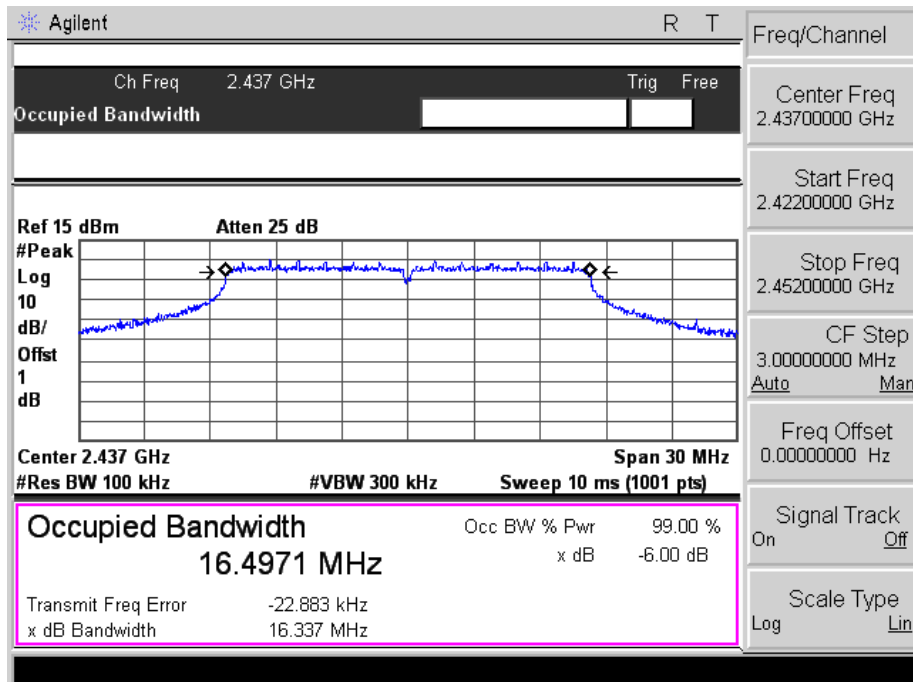 Agilent R T
Ch Freq 2.437 GHz Trig Free
Occupied Bandwidth
Ref 15 dBm Atten 25 dB
#Peak
Log
10
dB/
Offst
1
dB
Center 2.437 GHz Span 30 MHz
#Res BW 100 kHz #VBW 300 kHz Sweep 10 ms (1001 pts)
Occupied Bandwidth
16.4971 MHz
Occ BW % Pwr 99.00 %
x dB -6.00 dB
Transmit Freq Error -22.883 kHz
x dB Bandwidth 16.337 MHz
Freq/Channel
Center Freq
2.43700000 GHz
Start Freq
2.42200000 GHz
Stop Freq
2.45200000 GHz
CF Step
3.00000000 MHz
Auto Man
Freq Offset
0.00000000 Hz
Signal Track
On Off
Scale Type
Log Lin